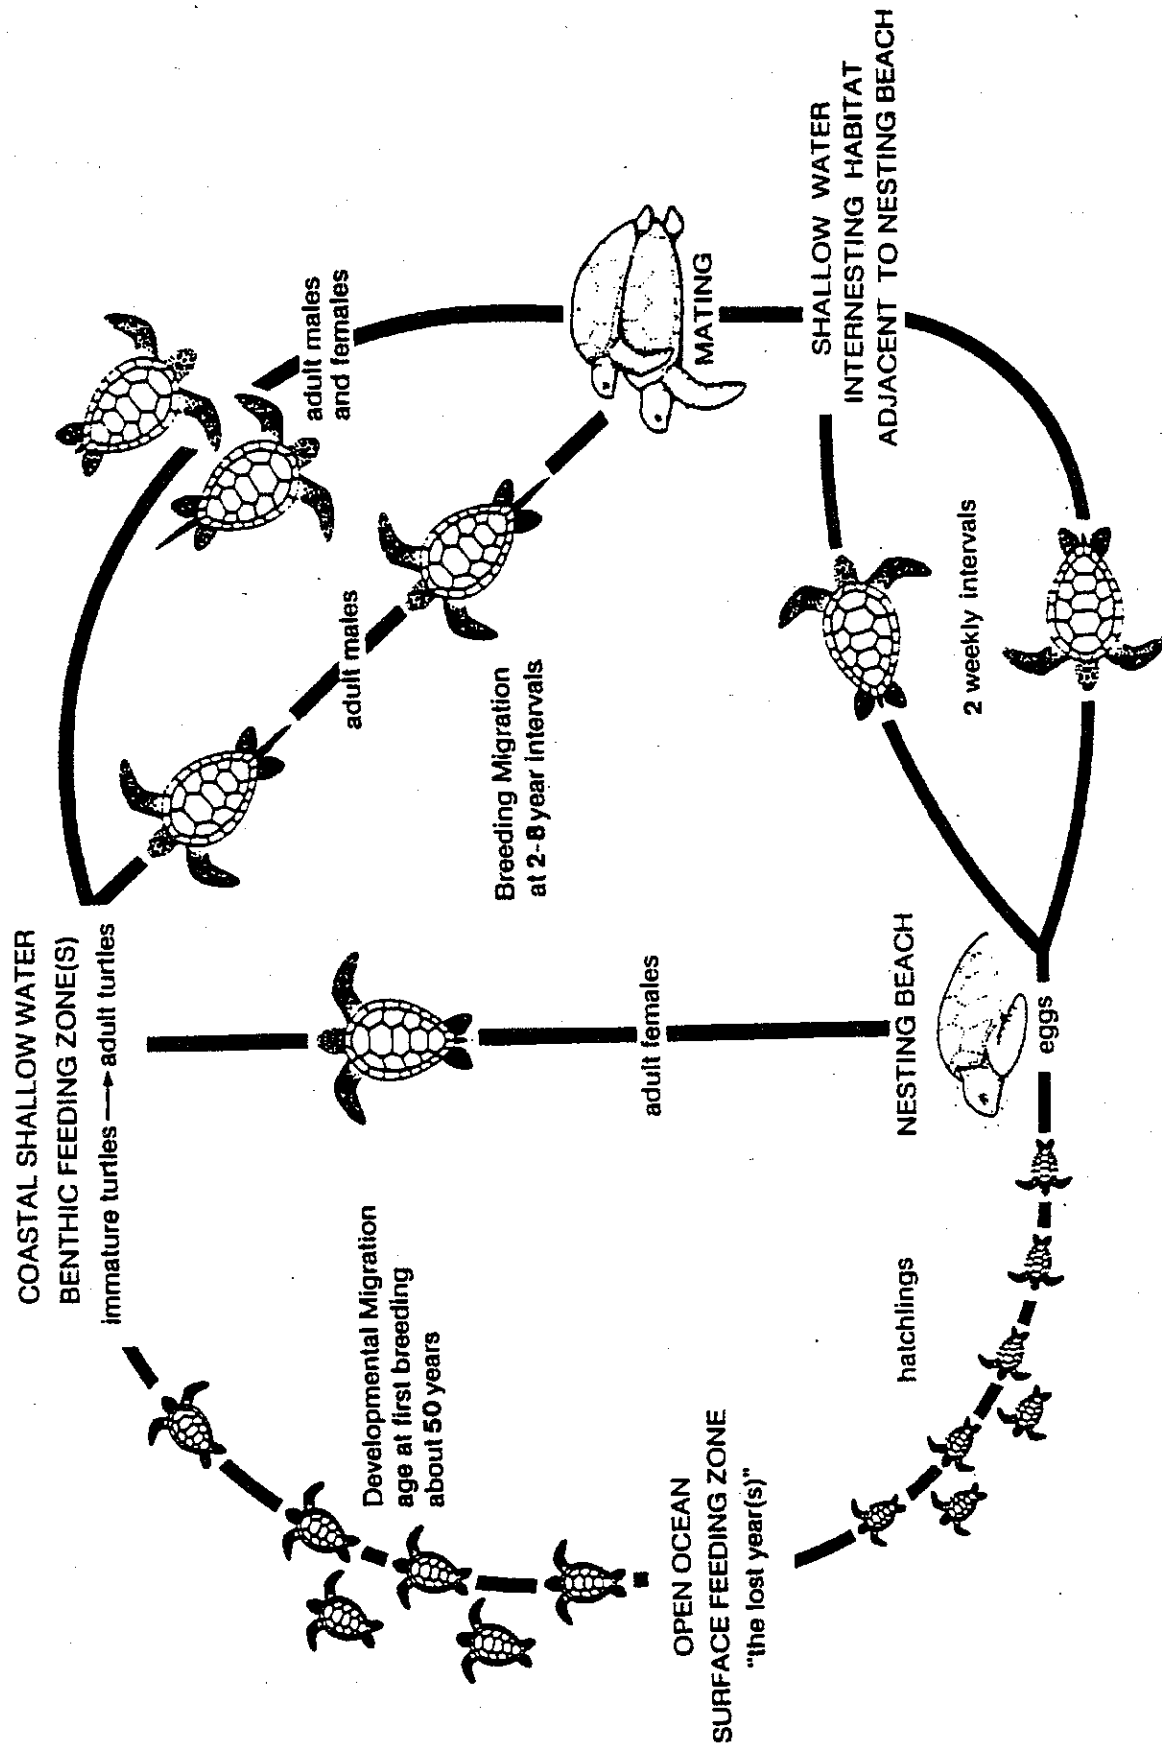 COASTAL SHALLOW WATER
BENTHIC FEEDING ZONE(S)
immature turtles → adult turtles
adult males
and females
adult males
Developmental Migration
age at first breeding
about 50 years
Breeding Migration
at 2-8 year intervals
MATING
adult females
OPEN OCEAN
SURFACE FEEDING ZONE
"the lost year(s)"
SHALLOW WATER
INTERNESTING HABITAT
ADJACENT TO NESTING BEACH
NESTING BEACH
hatchlings
2 weekly intervals
eggs